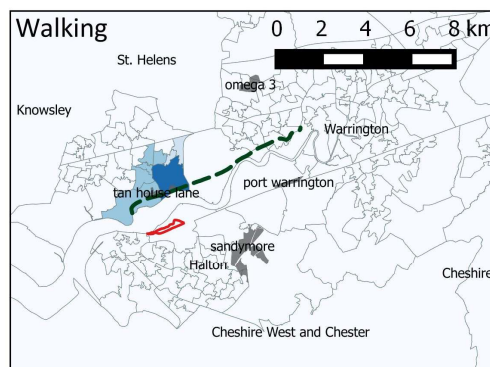 Walking
0 2 4 6 8 km
St. Helens
omega 3
Knowsley
Warrington
tan house lane
port warrington
sandymore
Halton
Cheshire
Cheshire West and Chester